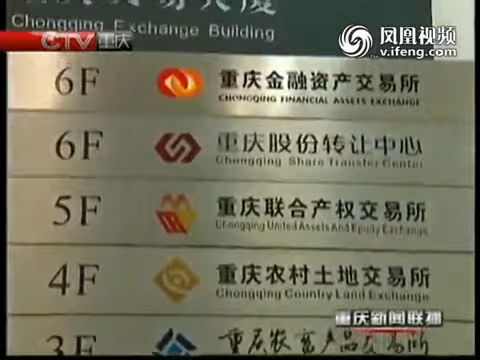 Chongqing Exchange Building
CTV 重庆
凤凰视频
v.ifeng.com
6F 重庆金融资产交易所
CHONGQING FINANCIAL ASSETS EXCHANGE
6F 重庆股份转让中心
Chongqing Share Transfer Center
5F 重庆联合产权交易所
Chongqing United Assets And Equity Exchange
4F 重庆农村土地交易所
Chongqing Country Land Exchange
重庆新闻联播
3F 重庆农畜产品交易所